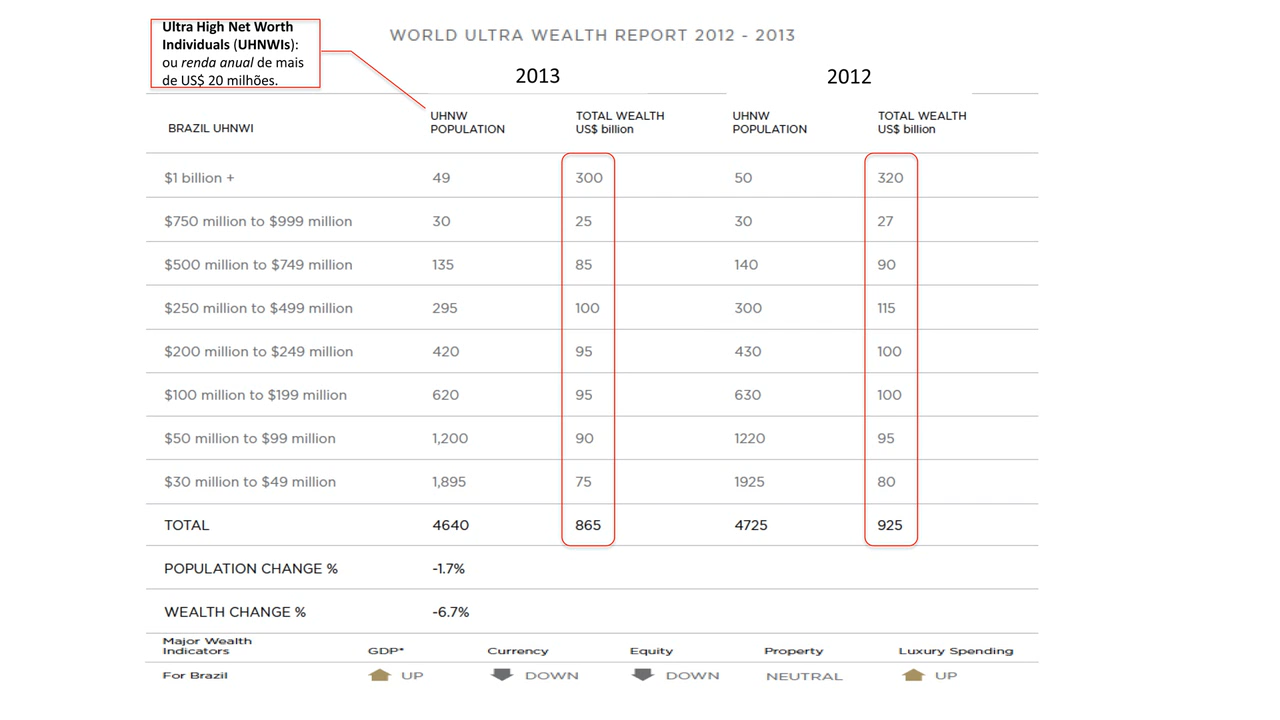 Ultra High Net Worth
Individuals (UHNWIs):
ou renda anual de mais
de US$ 20 milhões.
WORLD ULTRA WEALTH REPORT 2012 - 2013
2013 2012
BRAZIL UHNWI UHNW POPULATION TOTAL WEALTH US$ billion UHNW POPULATION TOTAL WEALTH US$ billion
$1 billion + 49 300 50 320
$750 million to $999 million 30 25 30 27
$500 million to $749 million 135 85 140 90
$250 million to $499 million 295 100 300 115
$200 million to $249 million 420 95 430 100
$100 million to $199 million 620 95 630 100
$50 million to $99 million 1,200 90 1220 95
$30 million to $49 million 1,895 75 1925 80
TOTAL 4640 865 4725 925
POPULATION CHANGE % -1.7%
WEALTH CHANGE % -6.7%
Major Wealth Indicators GDP* Currency Equity Property Luxury Spending
For Brazil UP DOWN DOWN NEUTRAL UP